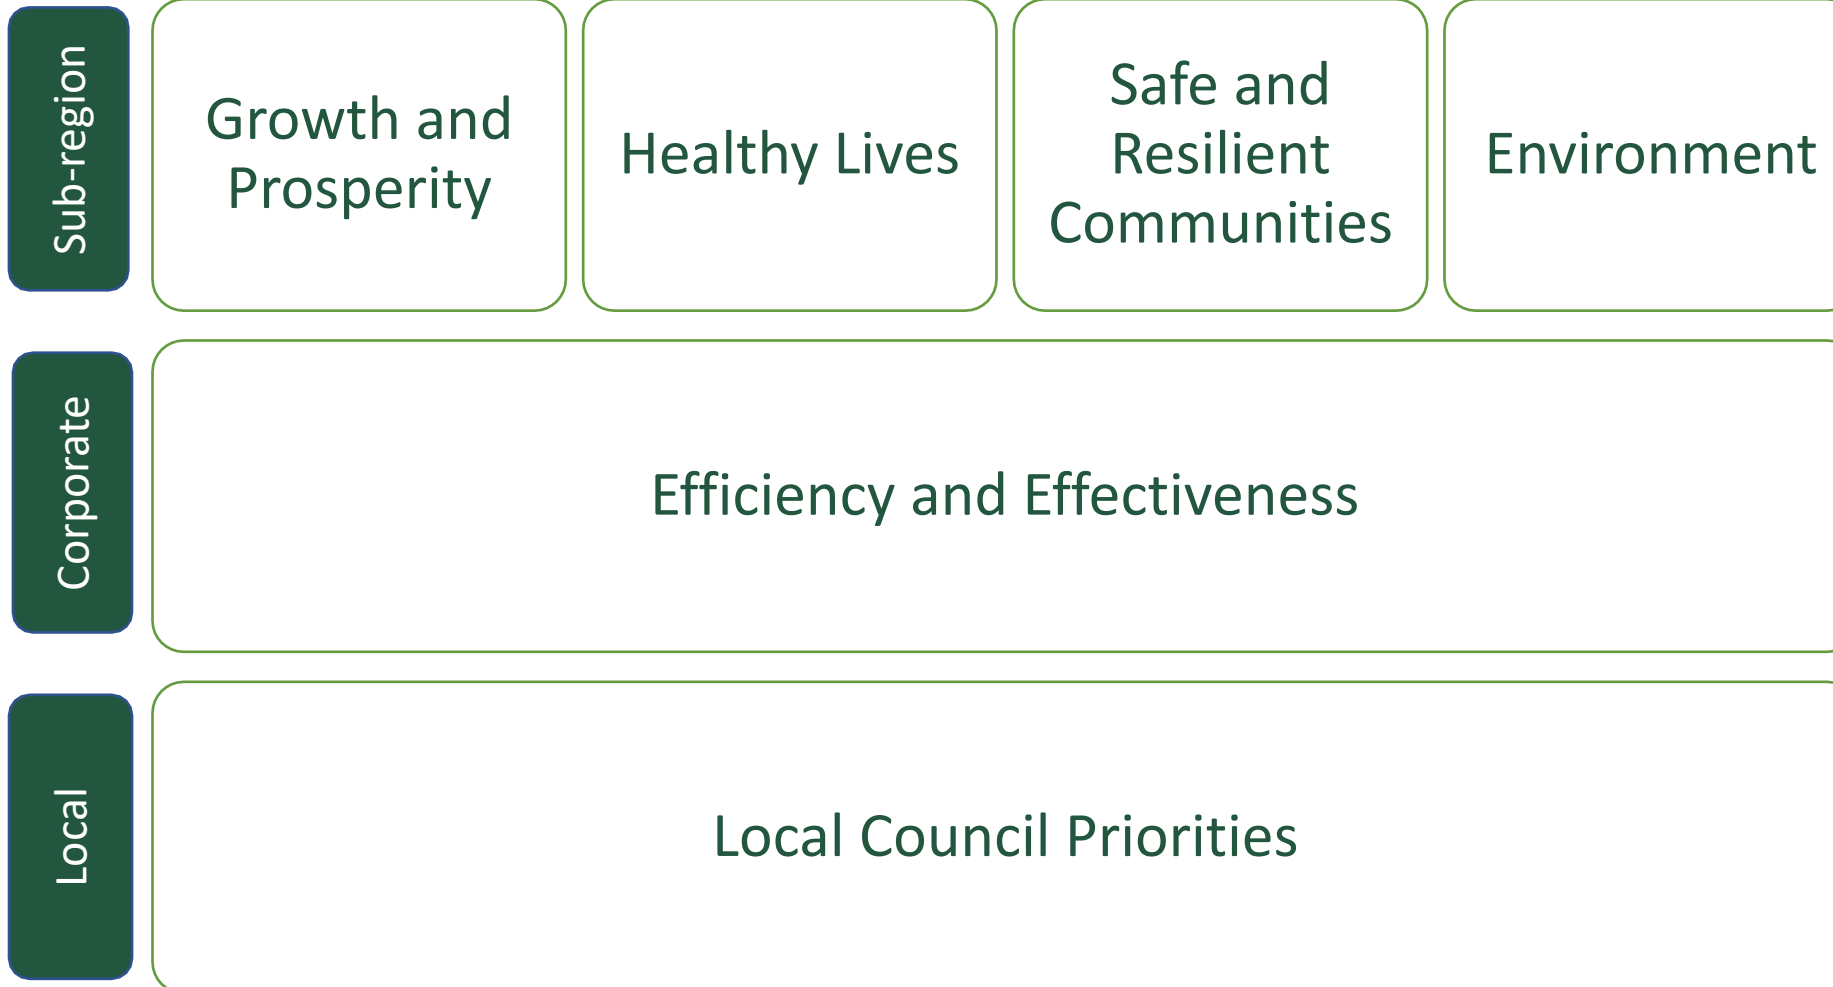 Sub-region
Growth and
Prosperity
Healthy Lives
Safe and
Resilient
Communities
Environment
Corporate
Efficiency and Effectiveness
Local
Local Council Priorities